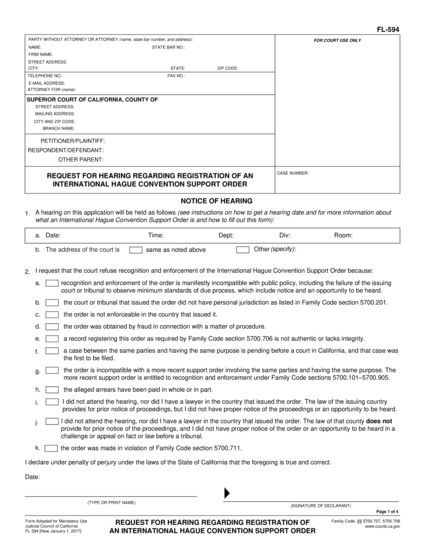 FL-594
PARTY WITHOUT ATTORNEY OR ATTORNEY (name, state bar number, and address):
FOR COURT USE ONLY
NAME: STATE BAR NO.:
FIRM NAME:
STREET ADDRESS:
CITY: STATE: ZIP CODE:
TELEPHONE NO.: FAX NO.:
E-MAIL ADDRESS:
ATTORNEY FOR (name):
SUPERIOR COURT OF CALIFORNIA, COUNTY OF
STREET ADDRESS:
MAILING ADDRESS:
CITY AND ZIP CODE:
BRANCH NAME:
PETITIONER/PLAINTIFF:
RESPONDENT/DEFENDANT:
OTHER PARENT:
REQUEST FOR HEARING REGARDING REGISTRATION OF AN
INTERNATIONAL HAGUE CONVENTION SUPPORT ORDER
CASE NUMBER:
NOTICE OF HEARING
1. A hearing on this application will be held as follows (see instructions on how to get a hearing date and for more information about
what an International Hague Convention Support Order is and how to fill out this form):
a. Date: Time: Dept: Div: Room:
b. The address of the court is same as noted above Other (specify):
2. I request that the court refuse recognition and enforcement of the International Hague Convention Support Order because:
a. recognition and enforcement of the order is manifestly incompatible with public policy, including the failure of the issuing
court or tribunal to observe minimum standards of due process, which include notice and an opportunity to be heard.
b. the court or tribunal that issued the order did not have personal jurisdiction as listed in Family Code section 5700.201.
c. the order is not enforceable in the country that issued it.
d. the order was obtained by fraud in connection with a matter of procedure.
e. a record registering this order as required by Family Code section 5700.706 is not authentic or lacks integrity.
f. a case between the same parties and having the same purpose is pending before a court in California, and that case was
the first to be filed.
g. the order is incompatible with a more recent support order involving the same parties and having the same purpose. The
more recent support order is entitled to recognition and enforcement under Family Code sections 5700.101–5700.905.
h. the alleged arrears have been paid in whole or in part.
i. I did not attend the hearing, nor did I have a lawyer in the country that issued the order. The law of the issuing country
provides for prior notice of proceedings, but I did not have proper notice of the proceedings or an opportunity to be heard.
j. I did not attend the hearing, nor did I have a lawyer in the country that issued the order. The law of that county does not
provide for prior notice of the proceedings, and I did not have proper notice of the order or an opportunity to be heard in a
challenge or appeal on fact or law before a tribunal.
k. the order was made in violation of Family Code section 5700.711.
I declare under penalty of perjury under the laws of the State of California that the foregoing is true and correct.
Date:
(TYPE OR PRINT NAME) (SIGNATURE OF DECLARANT)
Page 1 of 4
Form Adopted for Mandatory Use
Judicial Council of California
FL-594 [New January 1, 2017]
REQUEST FOR HEARING REGARDING REGISTRATION OF
AN INTERNATIONAL HAGUE CONVENTION SUPPORT ORDER
Family Code, §§ 5700.707, 5700.708
www.courts.ca.gov